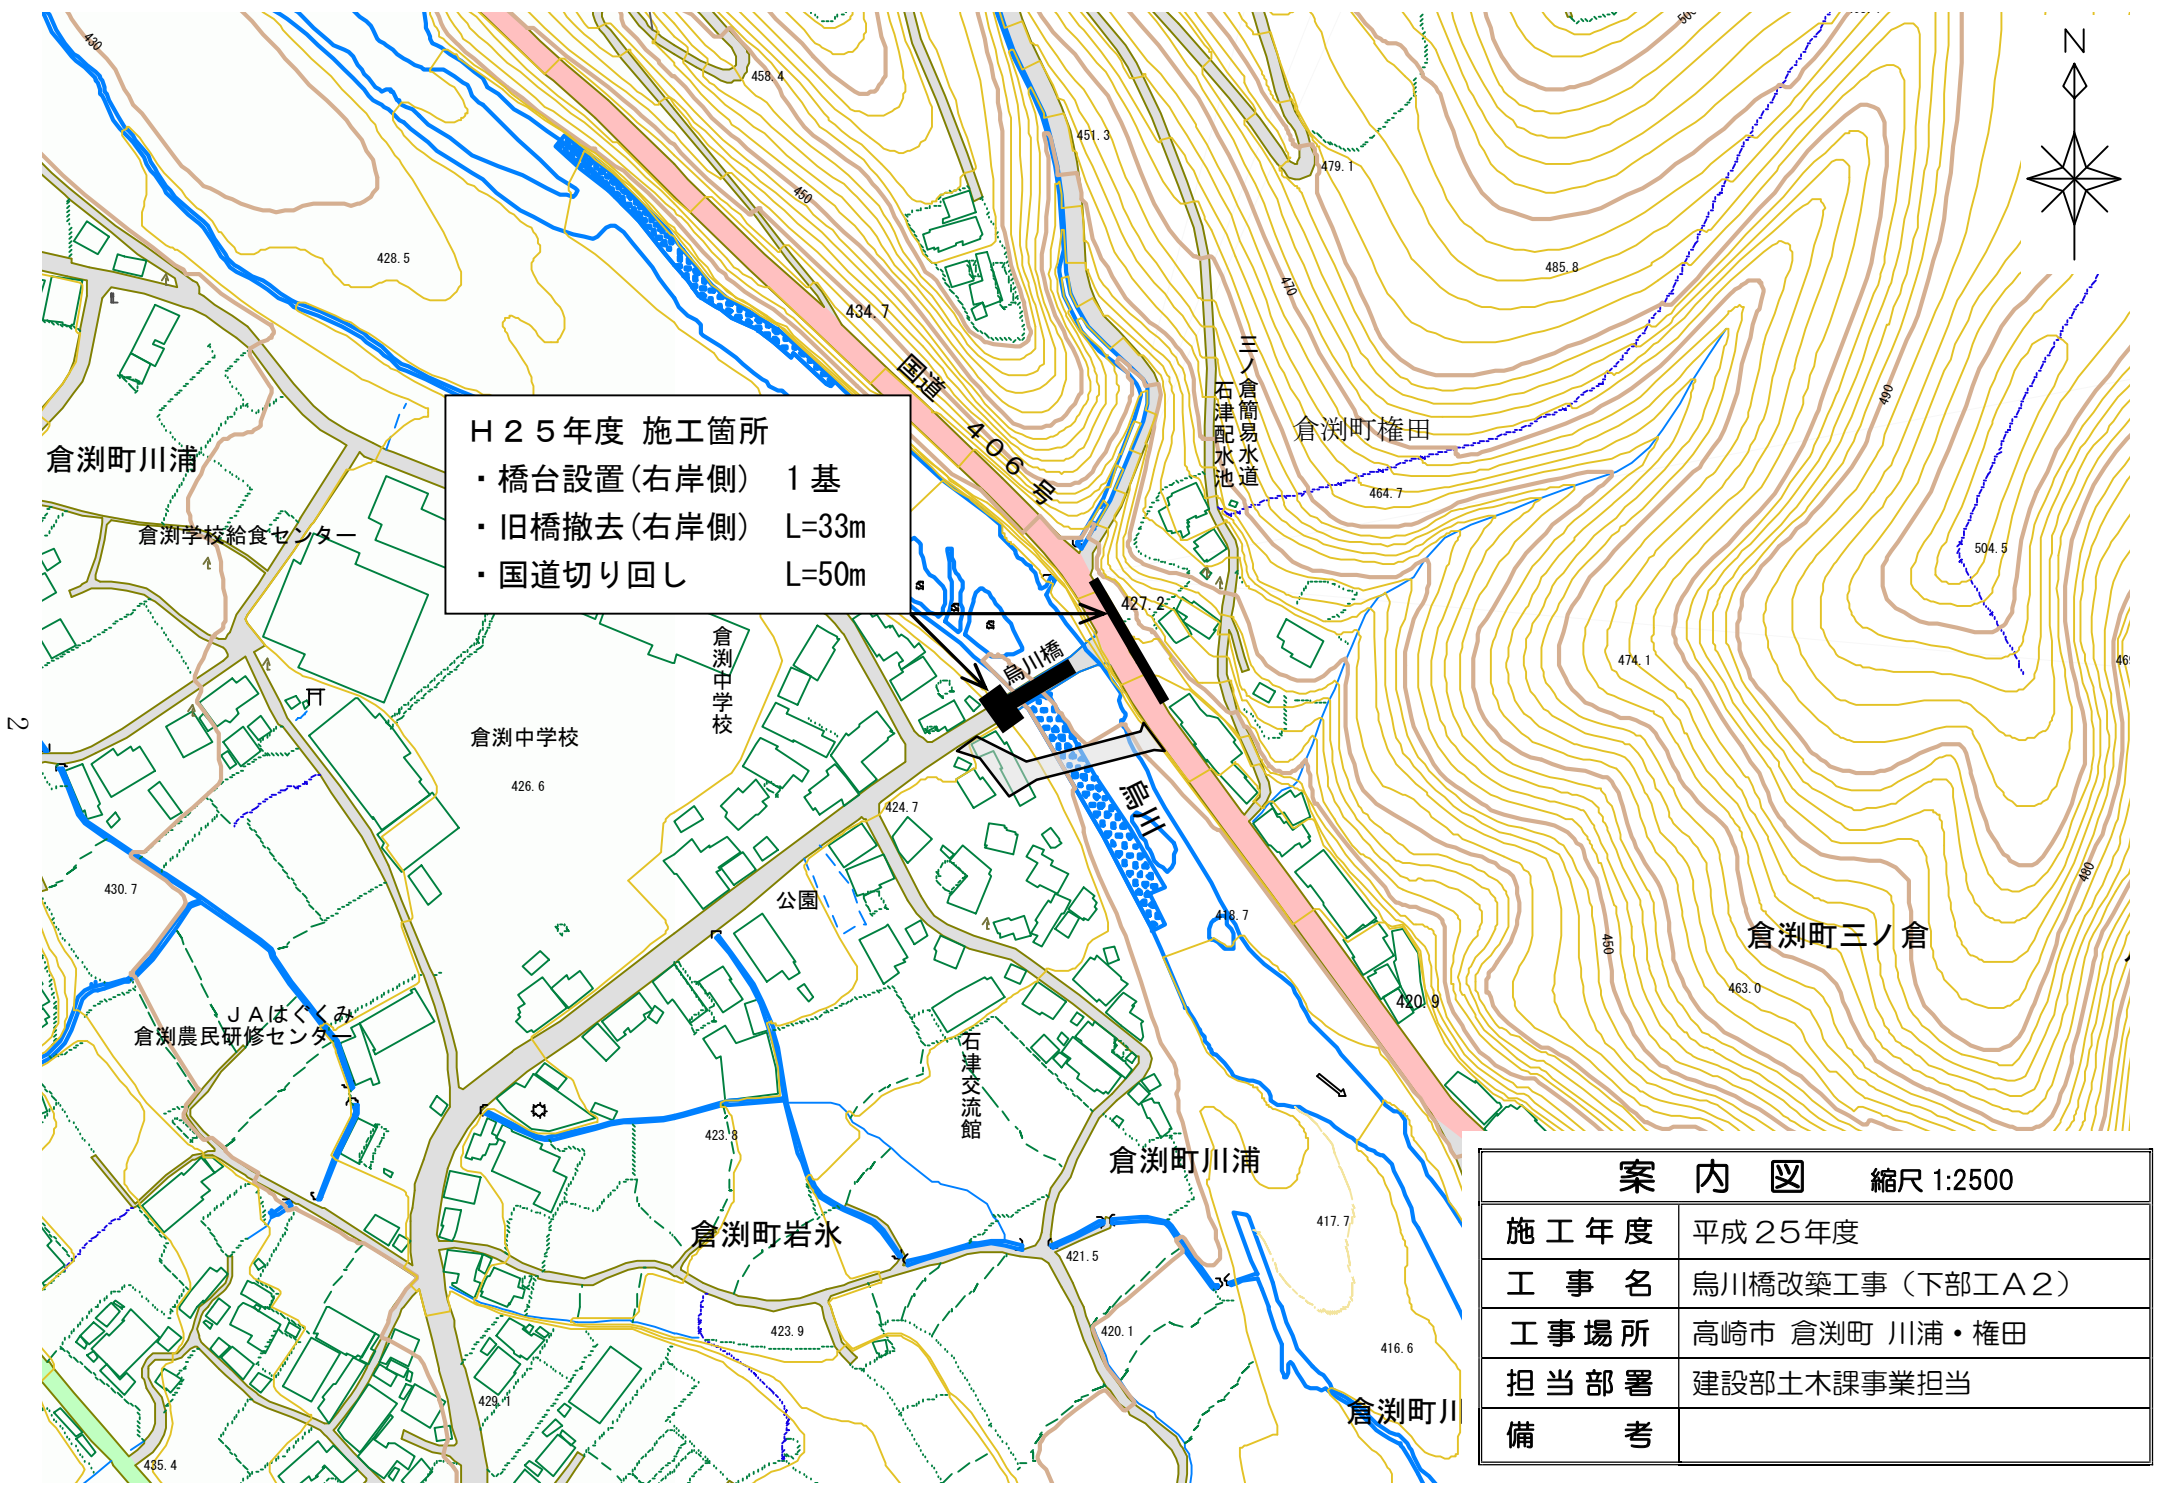 N
430
458.4
451.3
479.1
450
428.5
485.8
470
434.7
国道 406号
三ノ倉簡易水道
石津配水池
倉渕町権田
490
464.7
H25年度 施工箇所
・橋台設置(右岸側) 1基
・旧橋撤去(右岸側) L=33m
・国道切り回し L=50m
倉渕町川浦
倉渕学校給食センター
504.5
427.2
烏川橋
倉渕中学校
474.1
倉渕中学校
426.6
2
烏川
424.7
430.7
公園
418.7
480
倉渕町三ノ倉
450
463.0
420.9
JAはぐくみ
倉渕農民研修センター
石津交流館
423.8
倉渕町川浦
倉渕町岩氷
417.7
421.5
423.9
420.1
416.6
429.1
435.4
倉渕町川
案内図 縮尺 1:2500
施工年度 平成25年度
工事名 烏川橋改築工事(下部工A2)
工事場所 高崎市 倉渕町 川浦・権田
担当部署 建設部土木課事業担当
備考